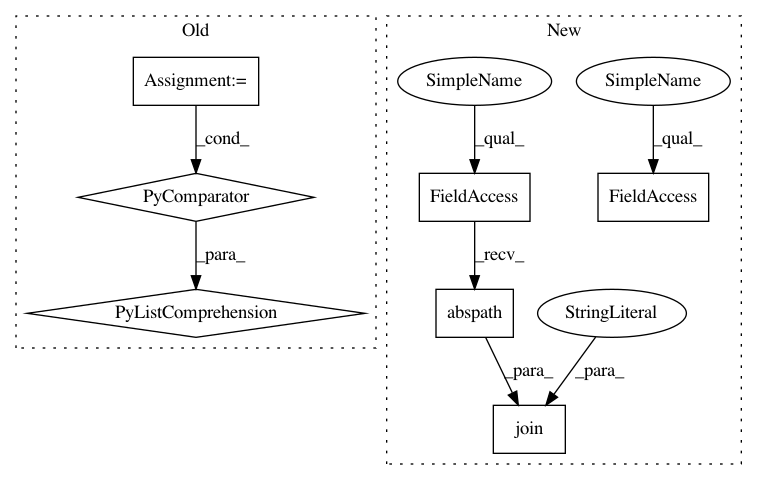 Old
New
Assignment:=
SimpleName
SimpleName
_cond_
_qual_
_qual_
PyComparator
FieldAccess
FieldAccess
_para_
_recv_
PyListComprehension
abspath
StringLiteral
_para_
_para_
join